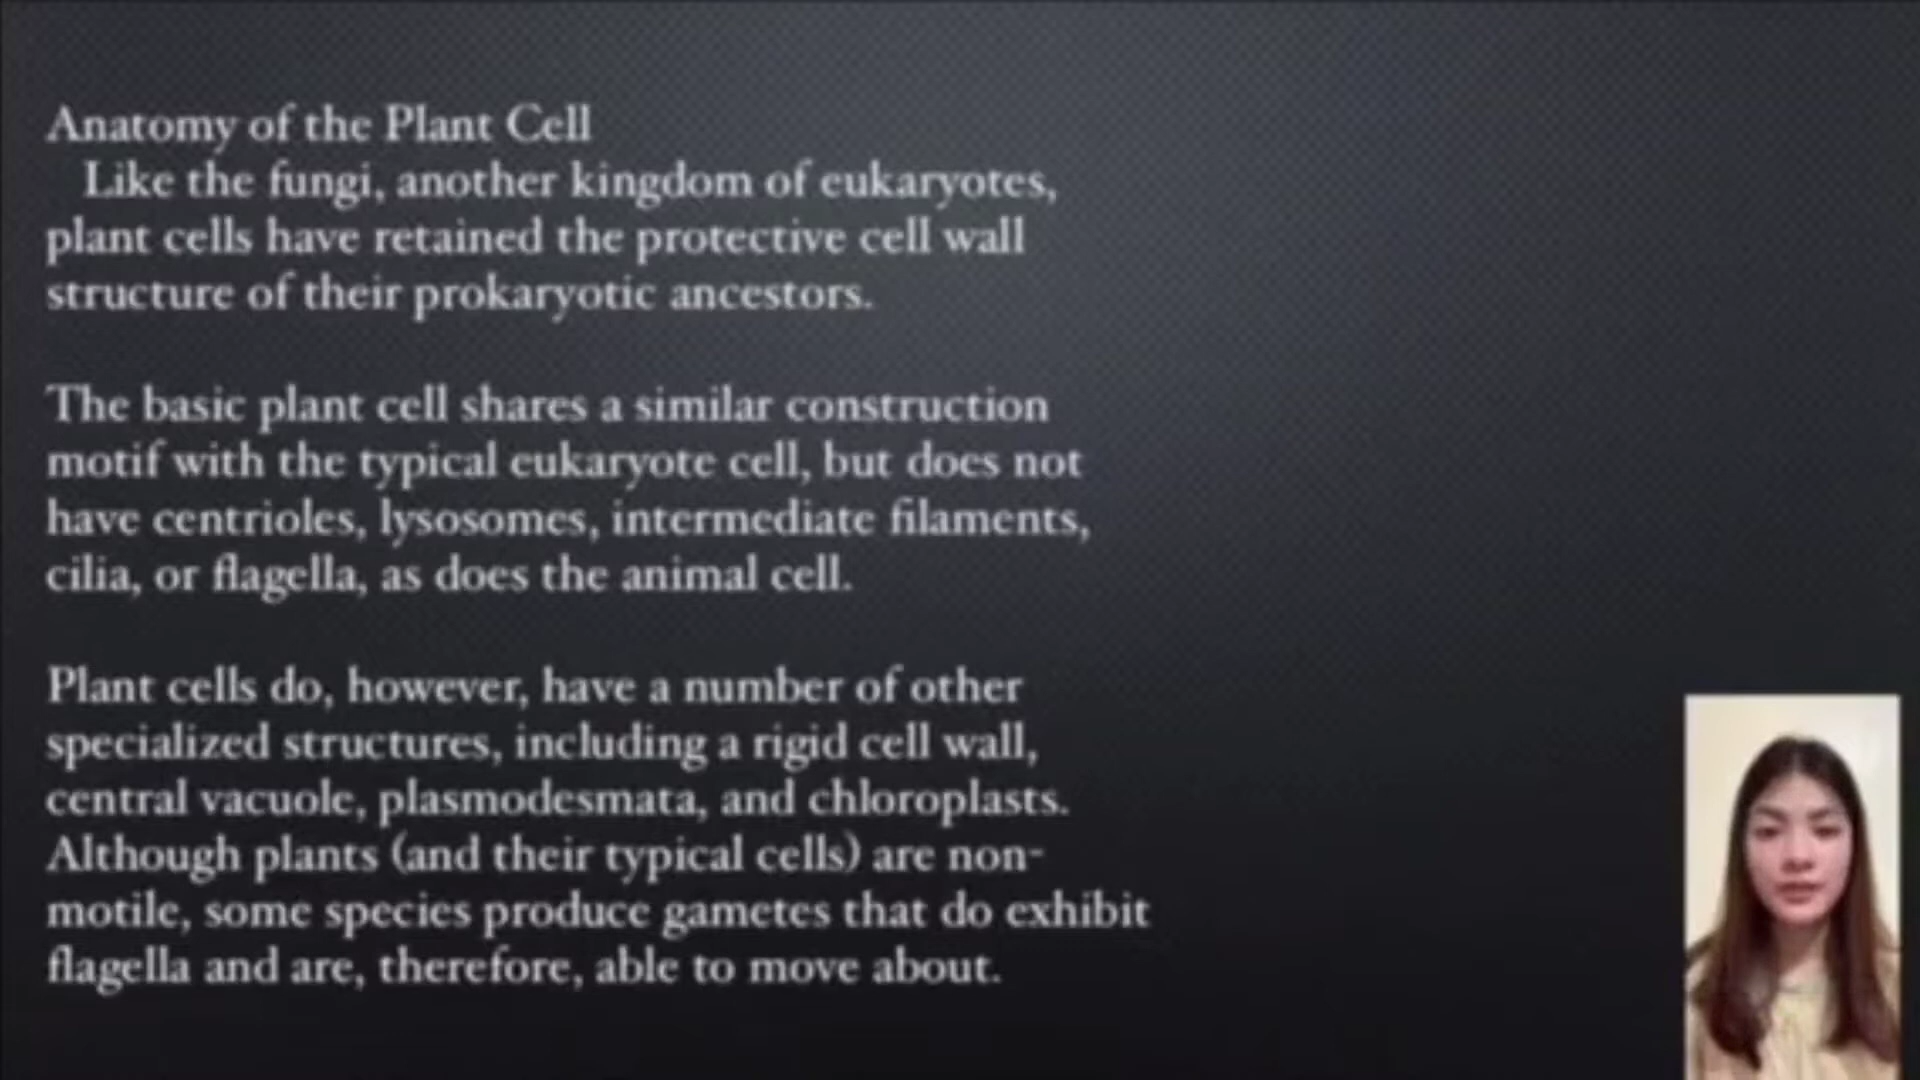 Anatomy of the Plant Cell
Like the fungi, another kingdom of eukaryotes,
plant cells have retained the protective cell wall
structure of their prokaryotic ancestors.
The basic plant cell shares a similar construction
motif with the typical eukaryote cell, but does not
have centrioles, lysosomes, intermediate filaments,
cilia, or flagella, as does the animal cell.
Plant cells do, however, have a number of other
specialized structures, including a rigid cell wall,
central vacuole, plasmodesmata, and chloroplasts.
Although plants (and their typical cells) are non-
motile, some species produce gametes that do exhibit
flagella and are, therefore, able to move about.